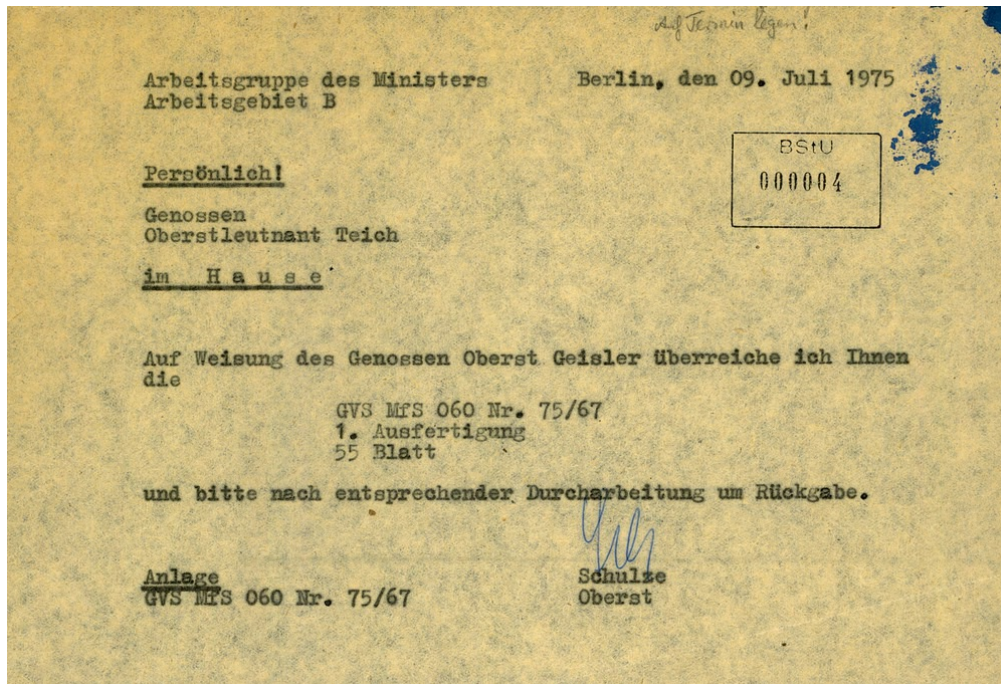 Auf Termin legen!
Arbeitsgruppe des Ministers Berlin, den 09. Juli 1975
Arbeitsgebiet B
BStU
000004
Persönlich!
Genossen
Oberstleutnant Teich
im H a u s e
Auf Weisung des Genossen Oberst Geisler überreiche ich Ihnen
die
GVS MfS 060 Nr. 75/67
1. Ausfertigung
55 Blatt
und bitte nach entsprechender Durcharbeitung um Rückgabe.
Anlage Schulze
GVS MfS 060 Nr. 75/67 Oberst